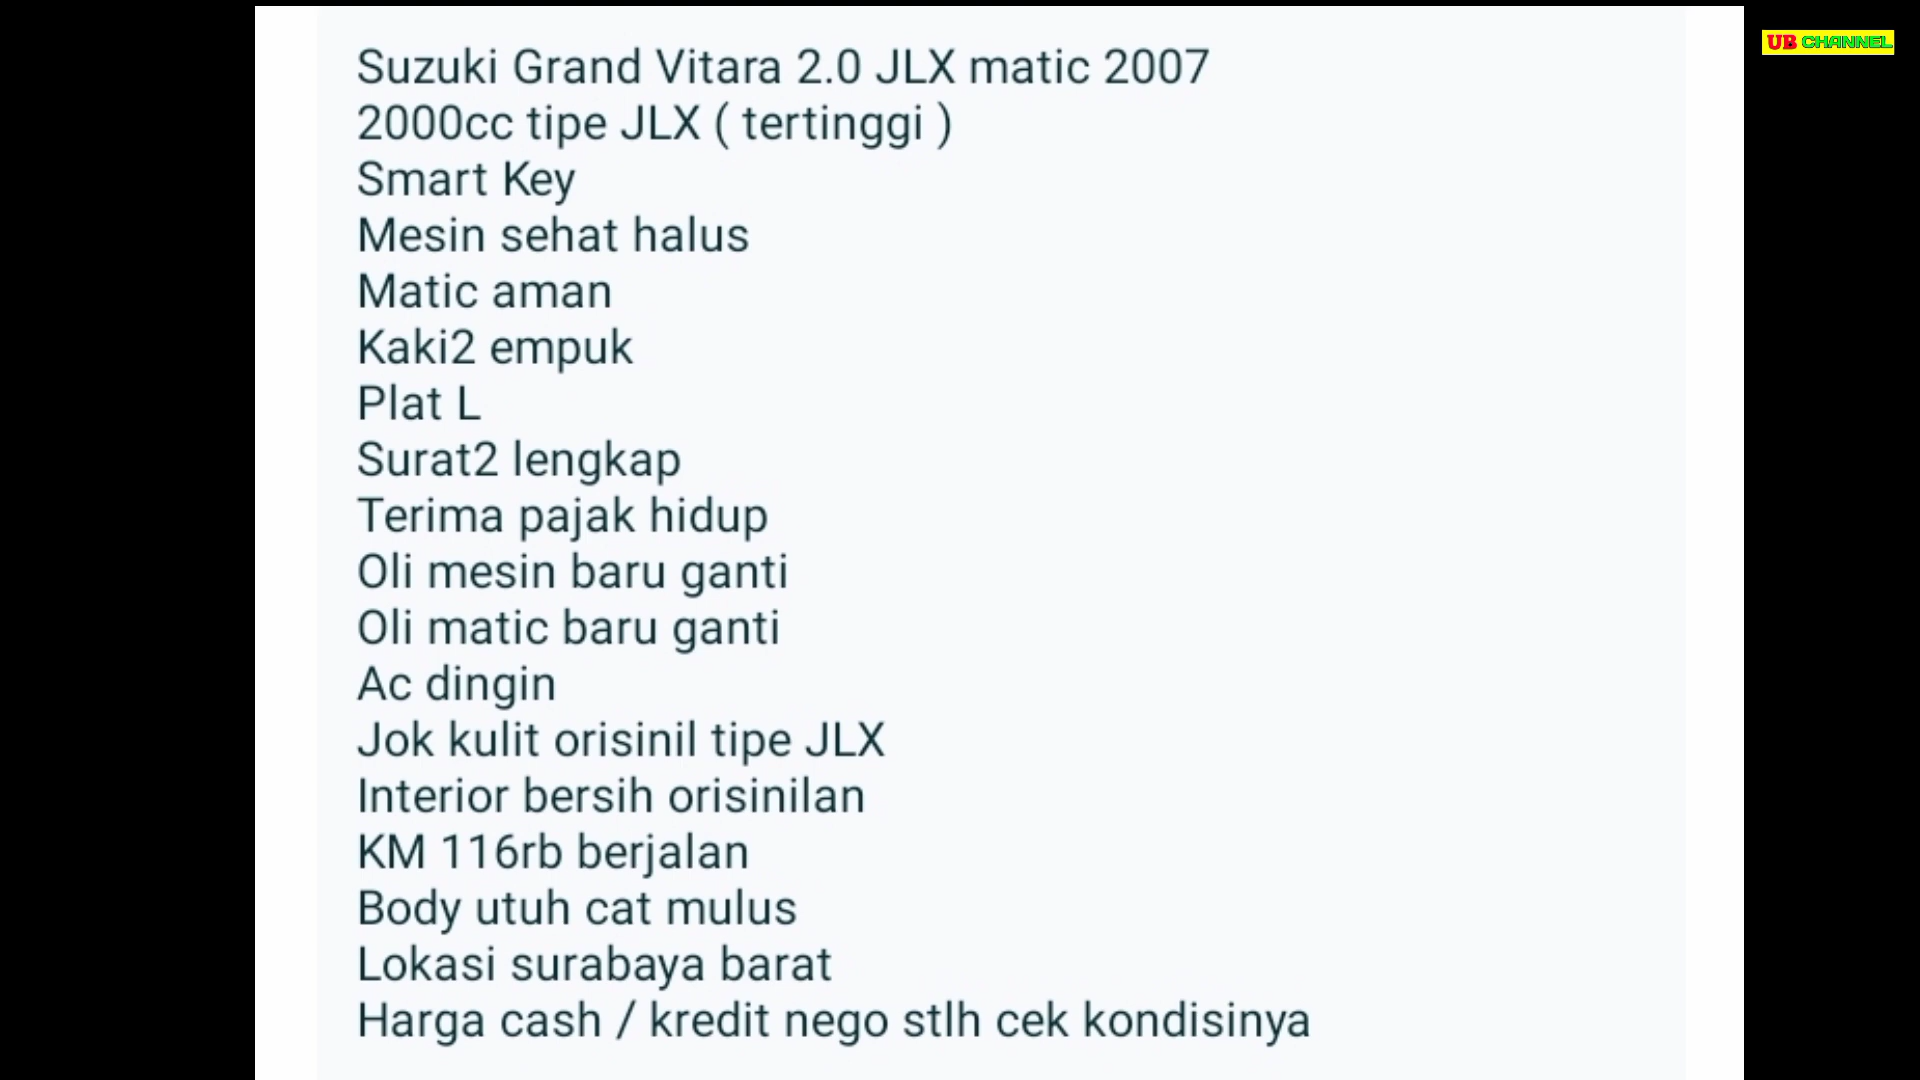 Suzuki Grand Vitara 2.0 JLX matic 2007
2000cc tipe JLX ( tertinggi )
Smart Key
Mesin sehat halus
Matic aman
Kaki2 empuk
Plat L
Surat2 lengkap
Terima pajak hidup
Oli mesin baru ganti
Oli matic baru ganti
Ac dingin
Jok kulit orisinil tipe JLX
Interior bersih orisinilan
KM 116rb berjalan
Body utuh cat mulus
Lokasi surabaya barat
Harga cash / kredit nego stlh cek kondisinya
UB CHANNEL